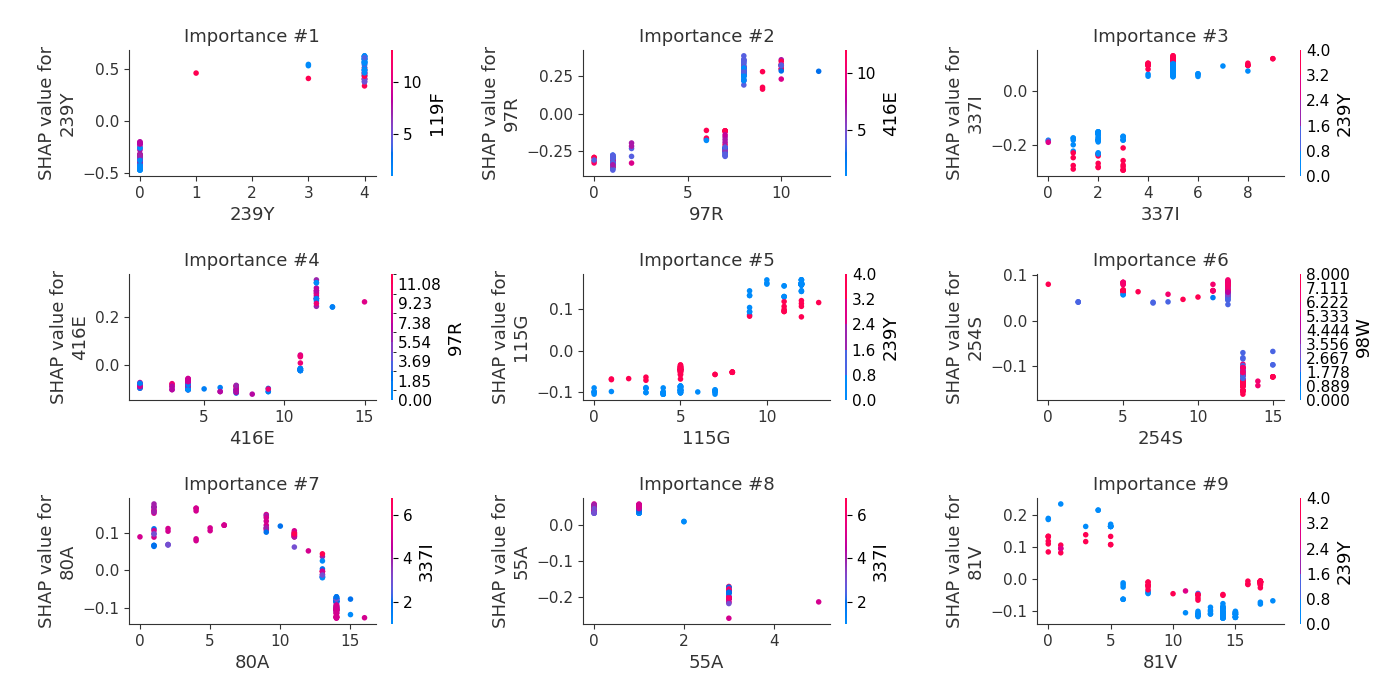 Importance #1
SHAP value for
239Y
0.5
0.0
−0.5
0
1
2
3
4
239Y
10
5
119F
Importance #2
SHAP value for
97R
0.25
0.00
−0.25
0
5
10
97R
10
5
416E
Importance #3
SHAP value for
337I
0.0
−0.2
0
2
4
6
8
337I
4.0
3.2
2.4
1.6
0.8
0.0
239Y
Importance #4
SHAP value for
416E
0.2
0.0
5
10
15
416E
11.08
9.23
7.38
5.54
3.69
1.85
0.00
97R
Importance #5
SHAP value for
115G
0.1
0.0
−0.1
0
5
10
115G
4.0
3.2
2.4
1.6
0.8
0.0
239Y
Importance #6
SHAP value for
254S
0.1
0.0
−0.1
0
5
10
15
254S
8.000
7.111
6.222
5.333
4.444
3.556
2.667
1.778
0.889
0.000
98W
Importance #7
SHAP value for
80A
0.1
0.0
−0.1
0
5
10
15
80A
6
4
2
337I
Importance #8
SHAP value for
55A
0.0
−0.2
0
2
4
55A
6
4
2
337I
Importance #9
SHAP value for
81V
0.2
0.1
0.0
−0.1
0
5
10
15
81V
4.0
3.2
2.4
1.6
0.8
0.0
239Y